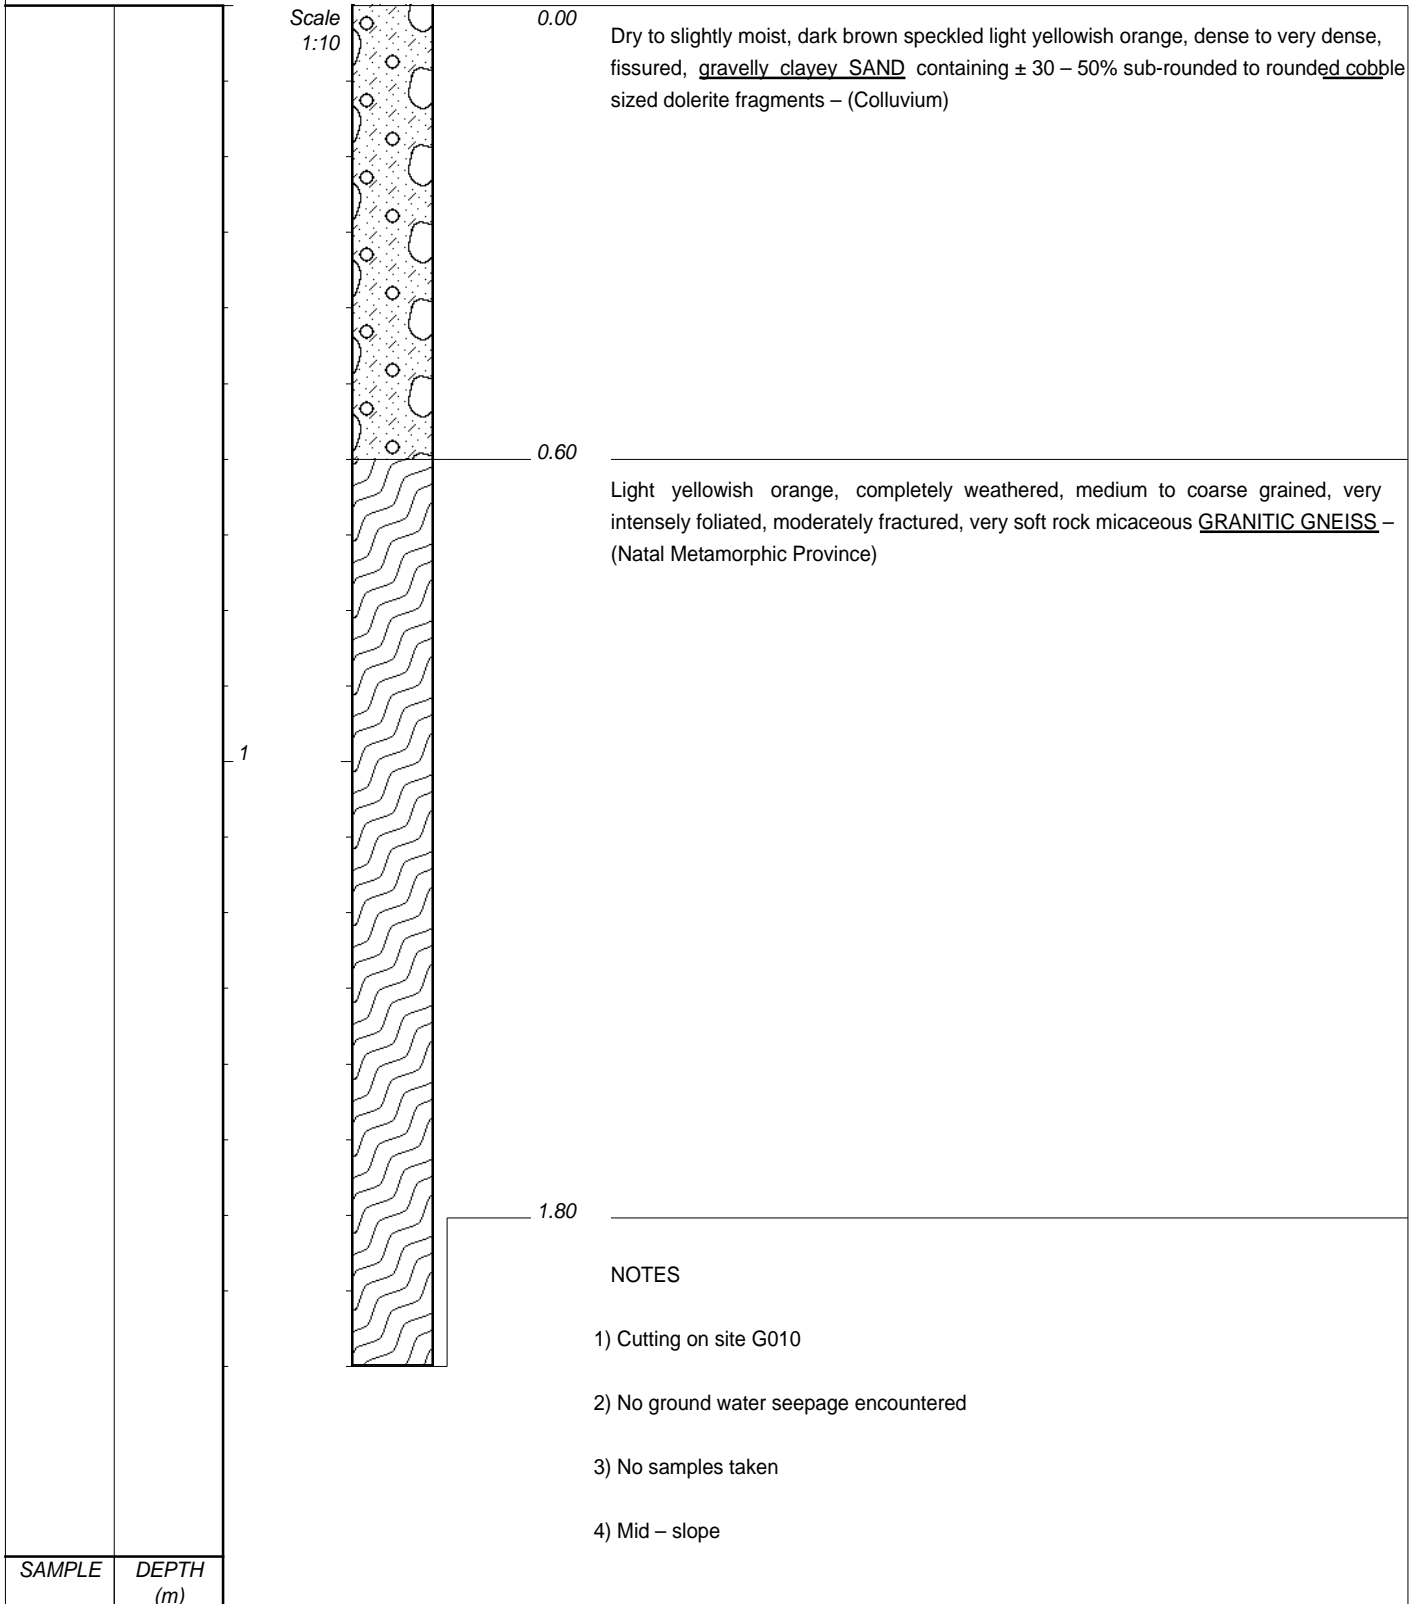 Scale
1:10
0.00
Dry to slightly moist, dark brown speckled light yellowish orange, dense to very dense,
fissured, gravelly clayey SAND containing ± 30 – 50% sub-rounded to rounded cobble
sized dolerite fragments – (Colluvium)
0.60
Light yellowish orange, completely weathered, medium to coarse grained, very
intensely foliated, moderately fractured, very soft rock micaceous GRANITIC GNEISS –
(Natal Metamorphic Province)
1
1.80
NOTES
1) Cutting on site G010
2) No ground water seepage encountered
3) No samples taken
4) Mid – slope
SAMPLE
DEPTH
(m)